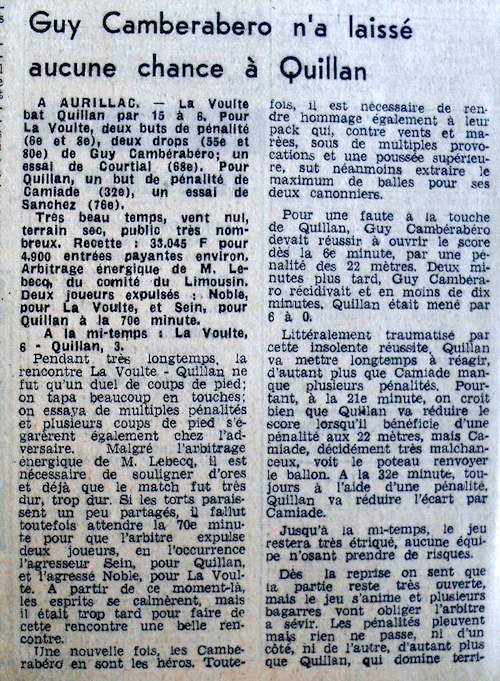 Guy Camberabero n'a laissé
aucune chance à Quillan
A AURILLAC. — La Voulte
bat Quillan par 15 à 6. Pour
La Voulte, deux buts de pénalité
(6e et 8e), deux drops (55e et
80e) de Guy Cambérabéro; un
essai de Courtial (68e). Pour
Quillan, un but de pénalité de
Camiade (32e), un essai de
Sanchez (76e).
Très beau temps, vent nul,
terrain sec, public très nom-
breux. Recette : 33.045 F pour
4.900 entrées payantes environ.
Arbitrage énergique de M. Le-
becq, du comité du Limousin.
Deux joueurs expulsés : Noble,
pour La Voulte, et Sein, pour
Quillan à la 70e minute.
A la mi-temps : La Voulte,
6 - Quillan, 3.
Pendant très longtemps, la
rencontre La Voulte - Quillan ne
fut qu'un duel de coups de pied;
on tapa beaucoup en touches;
on essaya de multiples pénalités
et plusieurs coups de pied s'é-
garèrent également chez l'ad-
versaire. Malgré l'arbitrage
énergique de M. Lebecq, il est
nécessaire de souligner d'ores
et déjà que le match fut très
dur, trop dur. Si les torts parais-
sent un peu partagés, il fallut
toutefois attendre la 70e minu-
te pour que l'arbitre expulse
deux joueurs, en l'occurrence
l'agresseur Sein, pour Quillan,
et l'agressé Noble, pour La Voul-
te. A partir de ce moment-là,
les esprits se calmèrent, mais
il était trop tard pour faire de
cette rencontre une belle ren-
contre.
Une nouvelle fois, les Cambé-
rabéro en sont les héros. Toute-
fois, il est nécessaire de ren-
dre hommage également à leur
pack qui, contre vents et ma-
rées, sous de multiples provo-
cations et une poussée supérieu-
re, sut néanmoins extraire le
maximum de balles pour ses
deux canonniers.
Pour une faute à la touche
de Quillan, Guy Cambérabéro
devait réussir à ouvrir le score
dès la 6e minute, par une pé-
nalité des 22 mètres. Deux mi-
nutes plus tard, Guy Cambéra-
béro récidivait et en moins de dix
minutes. Quillan était mené par
6 à 0.
Littéralement traumatisé par
cette insolente réussite, Quillan
va mettre longtemps à réagir,
d'autant plus que Camiade man-
que plusieurs pénalités. Pour-
tant, à la 21e minute, on croit
bien que Quillan va réduire le
score lorsqu'il bénéficie d'une
pénalité aux 22 mètres, mais Ca-
miade, décidément très malchan-
ceux, voit le poteau renvoyer
le ballon. A la 32e minute, tou-
jours à l'aide d'une pénalité,
Quillan va réduire l'écart par
Camiade.
Jusqu'à la mi-temps, le jeu
restera très étriqué, aucune équi-
pe n'osant prendre de risques.
Dès la reprise on sent que
la partie reste très ouverte,
mais le jeu s'anime et plusieurs
bagarres vont obliger l'arbitre
à sévir. Les pénalités pleuvent
mais rien ne passe, ni d'un
côté, ni de l'autre, d'autant plus
que Quillan, qui domine terri-